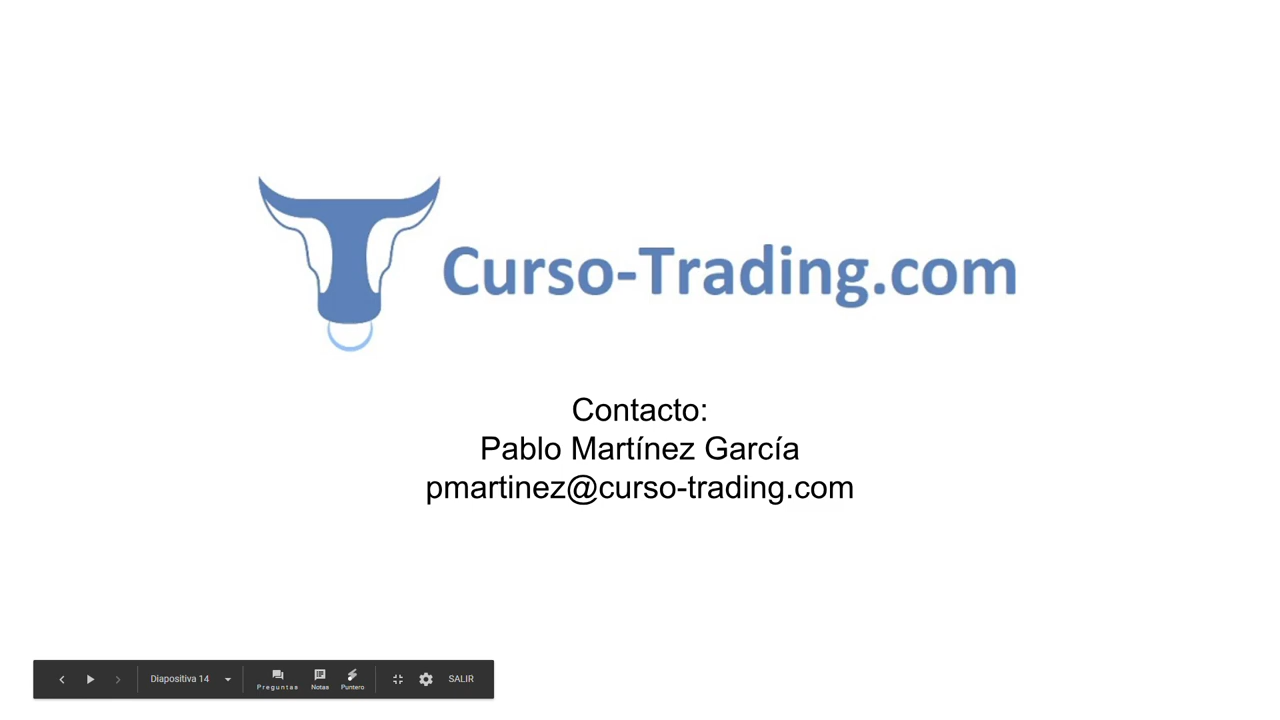 Curso-Trading.com
Contacto:
Pablo Martínez García
pmartinez@curso-trading.com
Diapositiva 14
Preguntas
Notas
Puntero
SALIR